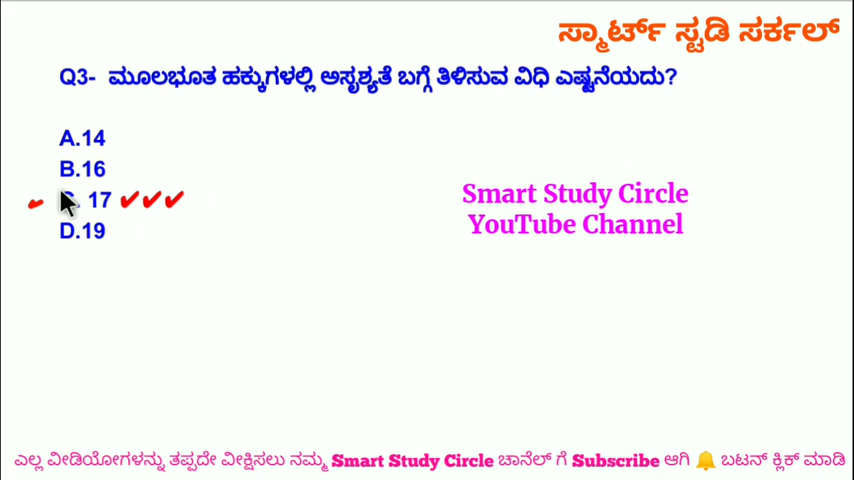 ಸ್ಮಾರ್ಟ್ ಸ್ಟಡಿ ಸರ್ಕಲ್
Q3- ಮೂಲಭೂತ ಹಕ್ಕುಗಳಲ್ಲಿ ಅಸ್ಪೃಶ್ಯತೆ ಬಗ್ಗೆ ತಿಳಿಸುವ ವಿಧಿ ಎಷ್ಟನೆಯದು?
A.14
B.16
17 ✔✔✔
D.19
Smart Study Circle
YouTube Channel
ಎಲ್ಲ ವೀಡಿಯೋಗಳನ್ನು ತಪ್ಪದೇ ವೀಕ್ಷಿಸಲು ನಮ್ಮ Smart Study Circle ಚಾನೆಲ್ ಗೆ Subscribe ಆಗಿ 🔔 ಬಟನ್ ಕ್ಲಿಕ್ ಮಾಡಿ